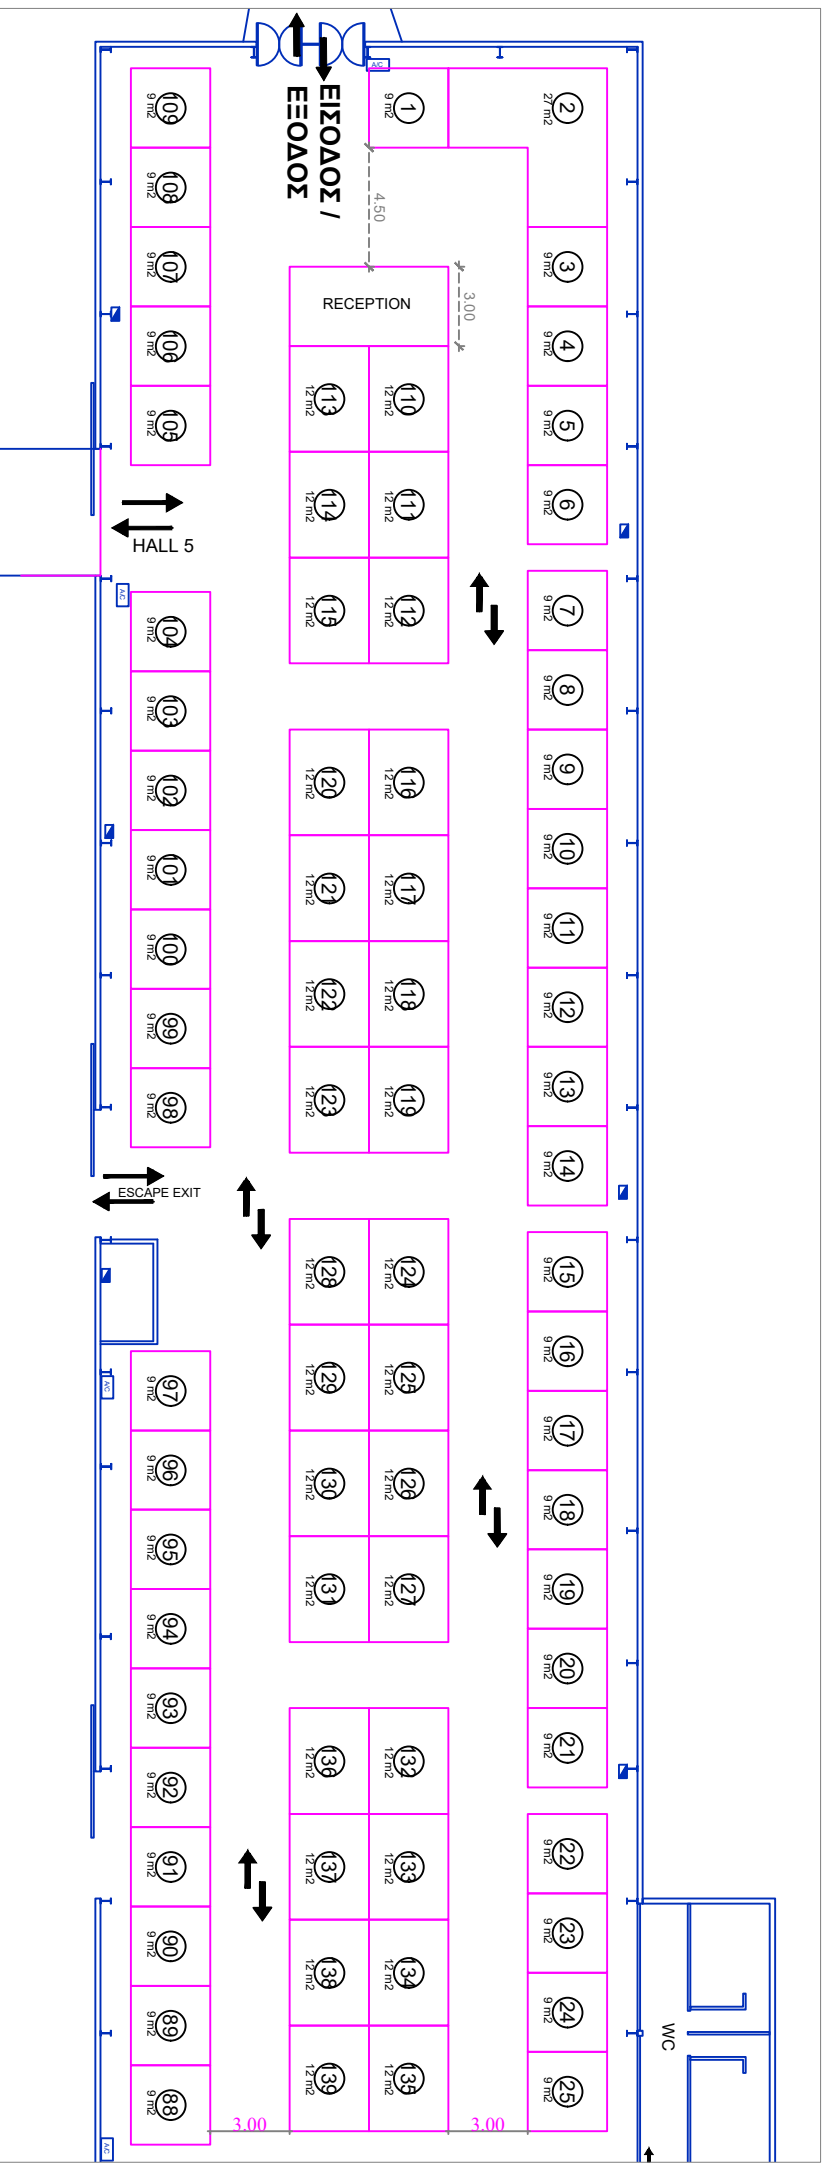 ΕΙΣΟΔΟΣ /
ΕΞΟΔΟΣ
A/C
109
9 m2
1
9 m2
2
27 m2
108
9 m2
4.50
107
9 m2
3
9 m2
RECEPTION
3.00
106
9 m2
4
9 m2
105
9 m2
113
12 m2
110
12 m2
5
9 m2
114
12 m2
111
12 m2
6
9 m2
HALL 5
A/C
104
9 m2
115
12 m2
112
12 m2
7
9 m2
103
9 m2
8
9 m2
102
9 m2
120
12 m2
116
12 m2
9
9 m2
101
9 m2
121
12 m2
117
12 m2
10
9 m2
100
9 m2
11
9 m2
99
9 m2
122
12 m2
118
12 m2
12
9 m2
98
9 m2
123
12 m2
119
12 m2
13
9 m2
14
9 m2
ESCAPE EXIT
128
12 m2
124
12 m2
15
9 m2
A/C
97
9 m2
129
12 m2
125
12 m2
16
9 m2
96
9 m2
130
12 m2
126
12 m2
17
9 m2
18
9 m2
95
9 m2
131
12 m2
127
12 m2
19
9 m2
94
9 m2
20
9 m2
93
9 m2
136
12 m2
132
12 m2
21
9 m2
92
9 m2
91
9 m2
137
12 m2
133
12 m2
22
9 m2
90
9 m2
138
12 m2
134
12 m2
23
9 m2
89
9 m2
24
9 m2
WC
88
9 m2
139
12 m2
135
12 m2
25
9 m2
3.00
3.00
A/C